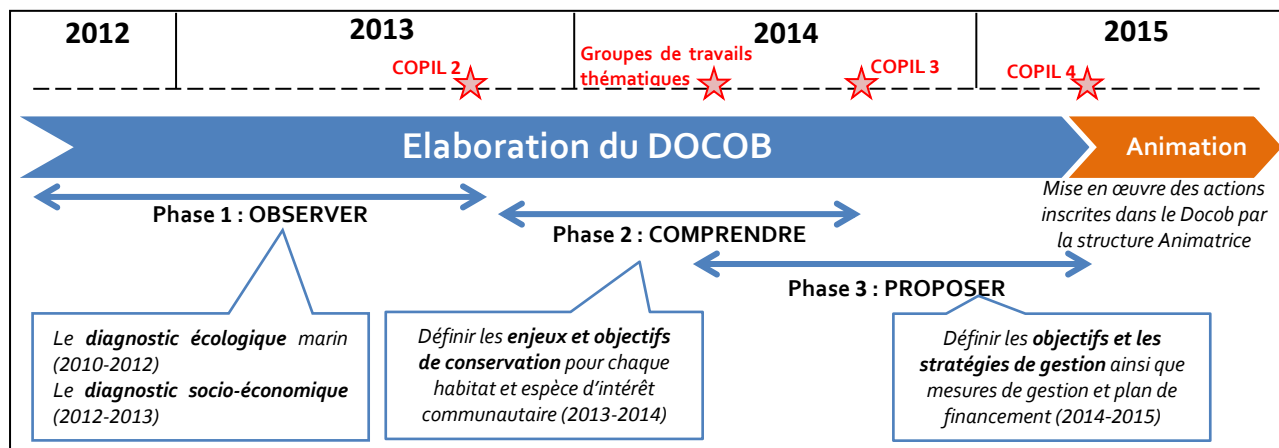 2012 2013 2014 2015
COPIL 2
Groupes de travails
thématiques
COPIL 3
COPIL 4
Elaboration du DOCOB
Animation
Phase 1 : OBSERVER
Phase 2 : COMPRENDRE
Phase 3 : PROPOSER
Mise en œuvre des actions
inscrites dans le Docob par
la structure Animatrice
Le diagnostic écologique marin
(2010-2012)
Le diagnostic socio-économique
(2012-2013)
Définir les enjeux et objectifs
de conservation pour chaque
habitat et espèce d'intérêt
communautaire (2013-2014)
Définir les objectifs et les
stratégies de gestion ainsi que
mesures de gestion et plan de
financement (2014-2015)